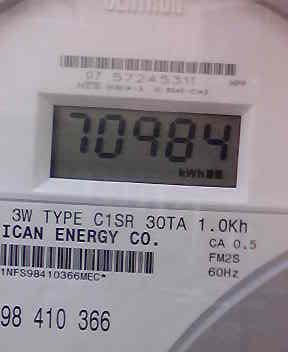 CENTRON
07 57245311
70984
kWh
3W TYPE C1SR 30TA 1.0Kh
ICAN ENERGY CO.
CA 0.5
FM2S
60Hz
1NFS98410366MEC*
98 410 366